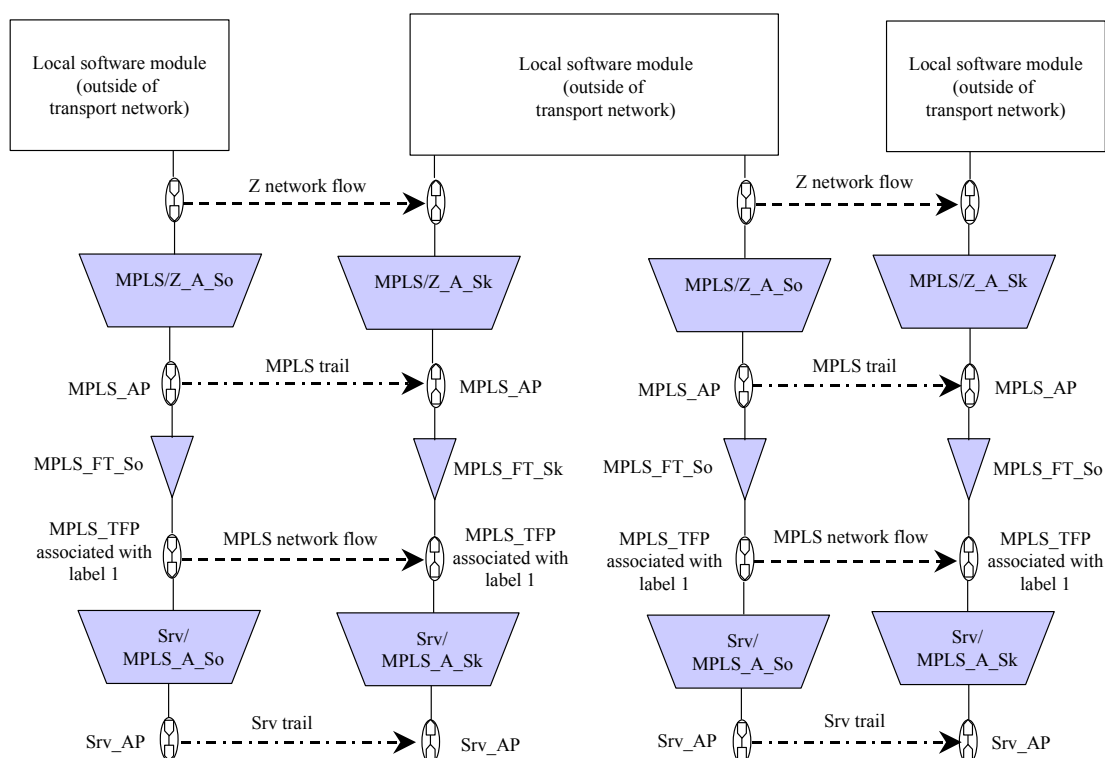 Local software module
(outside of
transport network)
Local software module
(outside of
transport network)
Local software module
(outside of
transport network)
Z network flow
Z network flow
MPLS/Z_A_So
MPLS/Z_A_Sk
MPLS/Z_A_So
MPLS/Z_A_Sk
MPLS_AP
MPLS trail
MPLS_AP
MPLS_AP
MPLS trail
MPLS_AP
MPLS_FT_So
MPLS_FT_Sk
MPLS_FT_So
MPLS_FT_So
MPLS_TFP
associated with
label 1
MPLS network flow
MPLS_TFP
associated with
label 1
MPLS_TFP
associated with
label 1
MPLS network flow
MPLS_TFP
associated with
label 1
Srv/
MPLS_A_So
Srv/
MPLS_A_Sk
Srv/
MPLS_A_So
Srv/
MPLS_A_Sk
Srv_AP
Srv trail
Srv_AP
Srv_AP
Srv trail
Srv_AP